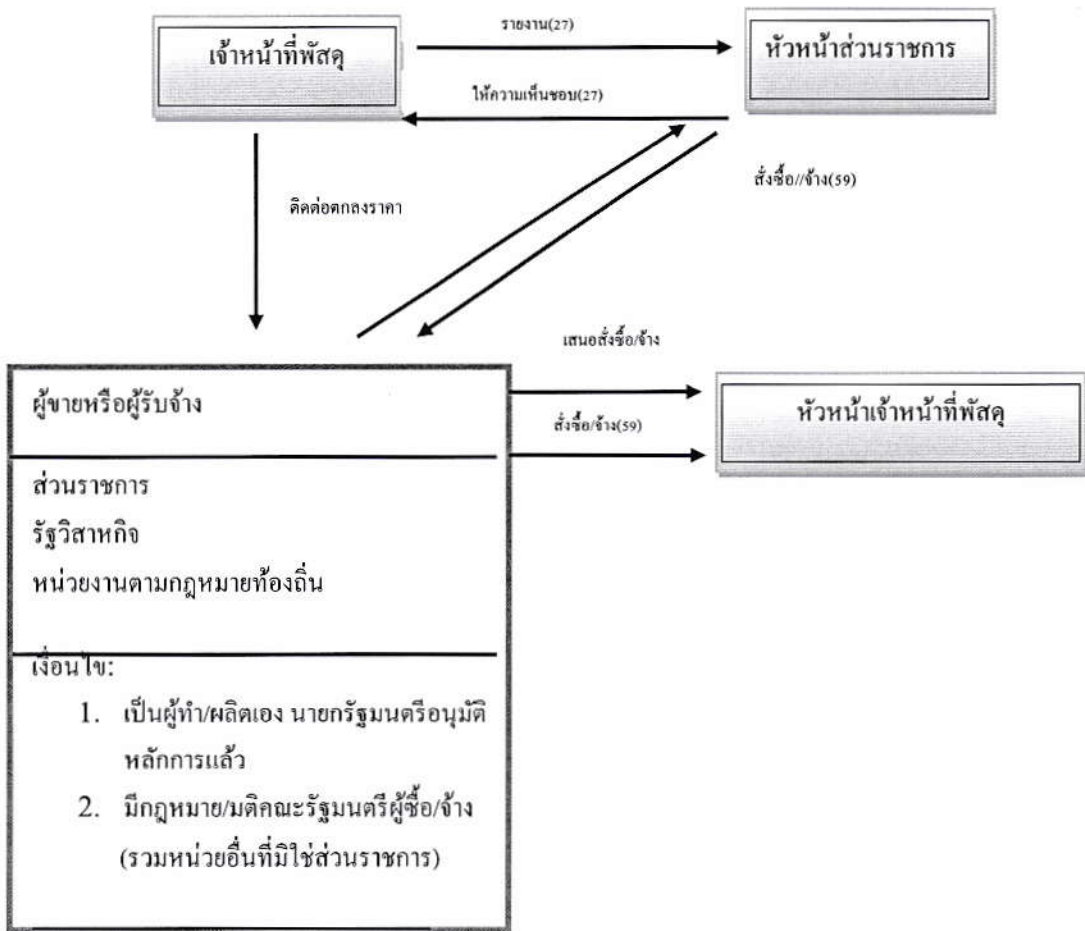 รายงาน(27)
เจ้าหน้าที่พัสดุ
หัวหน้าส่วนราชการ
ให้ความเห็นชอบ(27)
สั่งซื้อ//จ้าง(59)
ติดต่อตกลงราคา
เสนอสั่งซื้อ/จ้าง
ผู้ขายหรือผู้รับจ้าง
สั่งซื้อ/จ้าง(59)
หัวหน้าเจ้าหน้าที่พัสดุ
ส่วนราชการ
รัฐวิสาหกิจ
หน่วยงานตามกฎหมายท้องถิ่น
เงื่อนไข:
1. เป็นผู้ทำ/ผลิตเอง นายกรัฐมนตรีอนุมัติ
หลักการแล้ว
2. มีกฎหมาย/มติคณะรัฐมนตรีผู้ซื้อ/จ้าง
(รวมหน่วยอื่นที่มิใช่ส่วนราชการ)